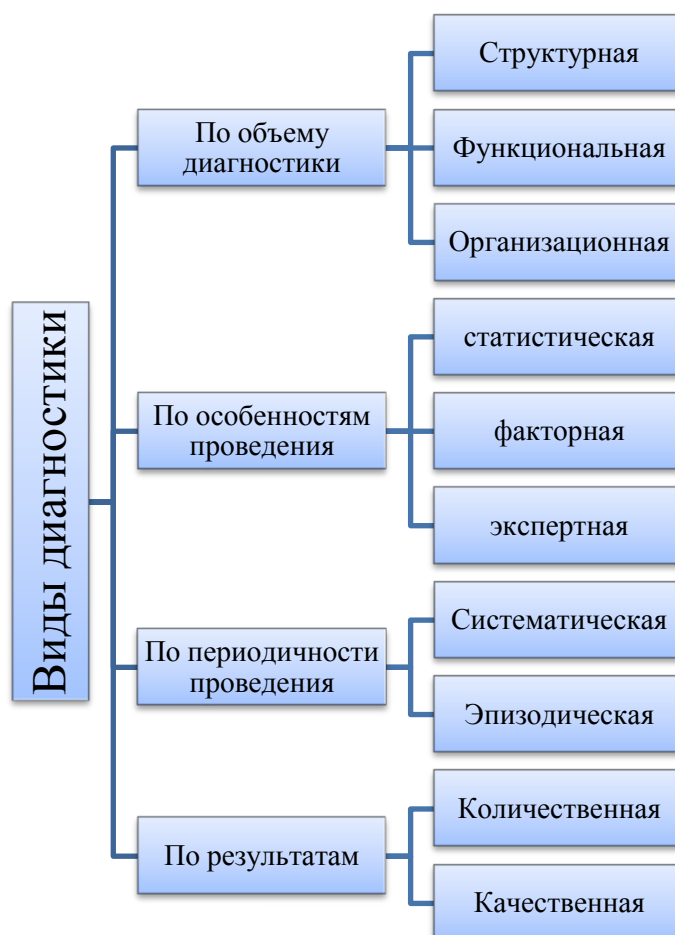 Виды диагностики
По объему
диагностики
Структурная
Функциональная
Организационная
По особенностям
проведения
статистическая
факторная
экспертная
По периодичности
проведения
Систематическая
Эпизодическая
По результатам
Количественная
Качественная